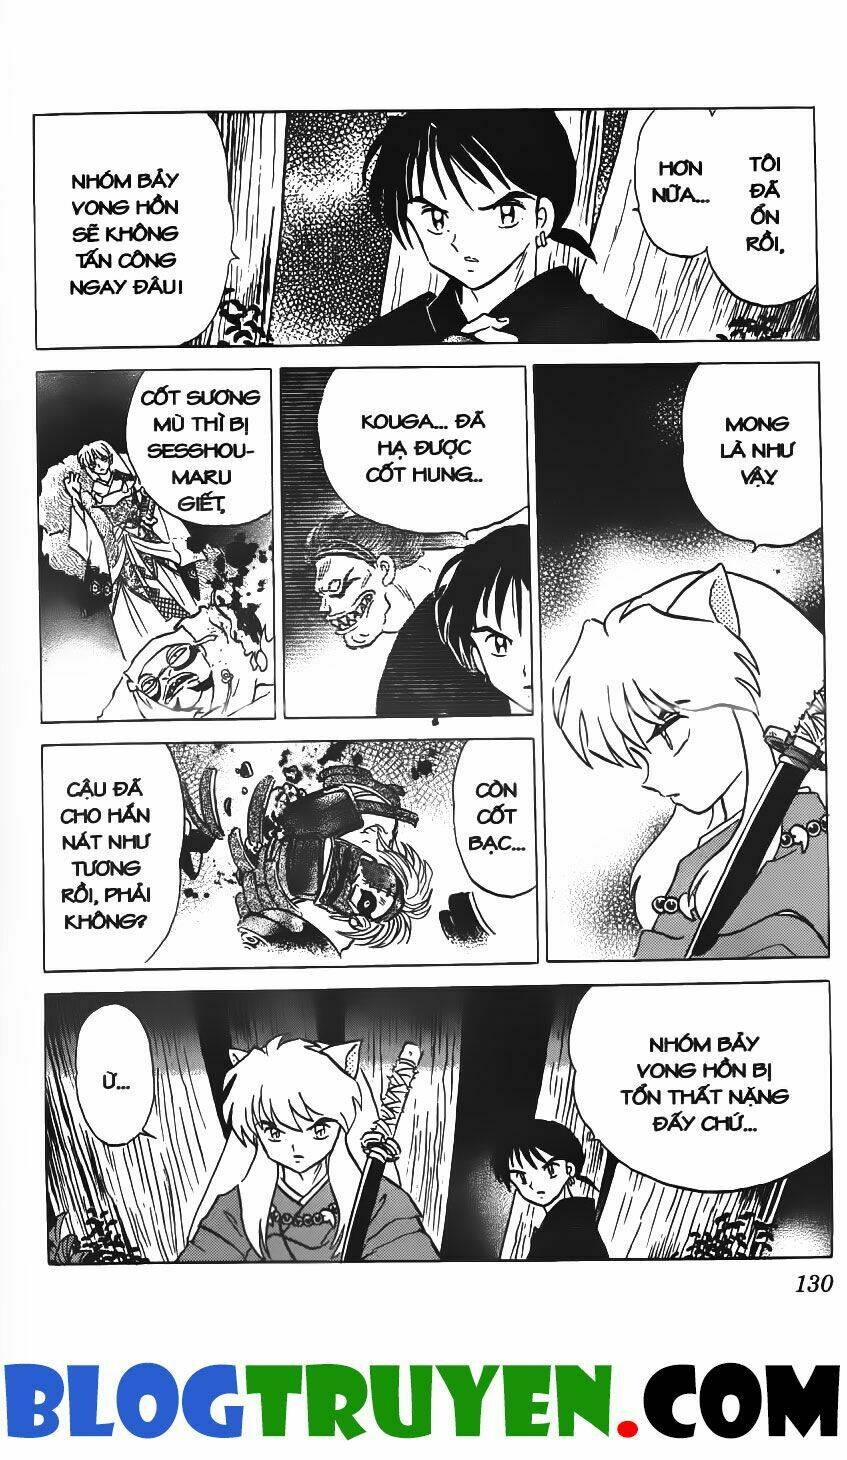 TÔI
ĐÃ
ỔN
RỒI,
HƠN
NỮA...
NHÓM BẢY
VONG HỒN
SẼ KHÔNG
TẤN CÔNG
NGAY ĐÂU!
MONG
LÀ NHƯ
VẬY.
KOUGA... ĐÃ
HẠ ĐƯỢC
CỐT HUNG...
CỐT SƯƠNG
MÙ THÌ BỊ
SESSHOU-
MARU
GIẾT,
CÒN
CỐT
BẠC...
CẬU ĐÃ
CHO HẮN
NÁT NHƯ
TƯƠNG
RỒI, PHẢI
KHÔNG?
NHÓM BẢY
VONG HỒN BỊ
TỔN THẤT NẶNG
ĐẤY CHỨ...
Ừ...
130
BLOGTRUYEN.COM